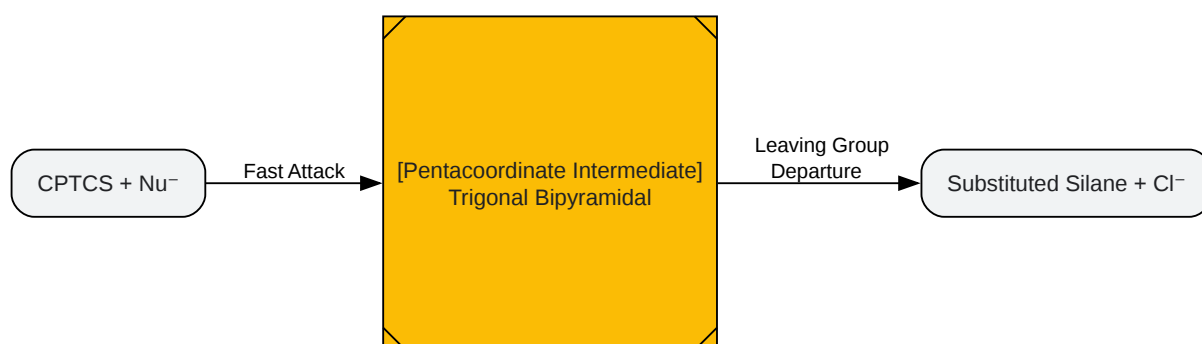 CPTCS + Nu⁻
Fast Attack
[Pentacoordinate Intermediate]
Trigonal Bipyramidal
Leaving Group
Departure
Substituted Silane + Cl⁻